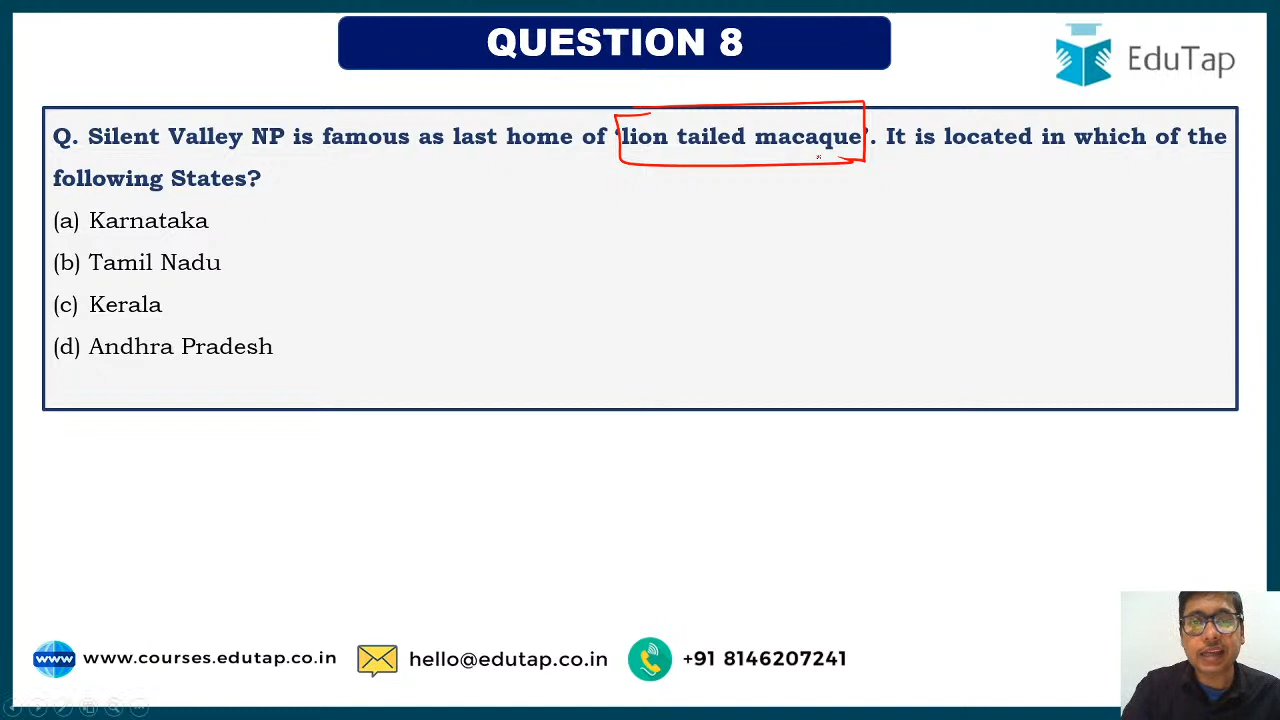 QUESTION 8
EduTap
Q. Silent Valley NP is famous as last home of ‘lion tailed macaque’. It is located in which of the
following States?
(a) Karnataka
(b) Tamil Nadu
(c) Kerala
(d) Andhra Pradesh
www www.courses.edutap.co.in hello@edutap.co.in +91 8146207241